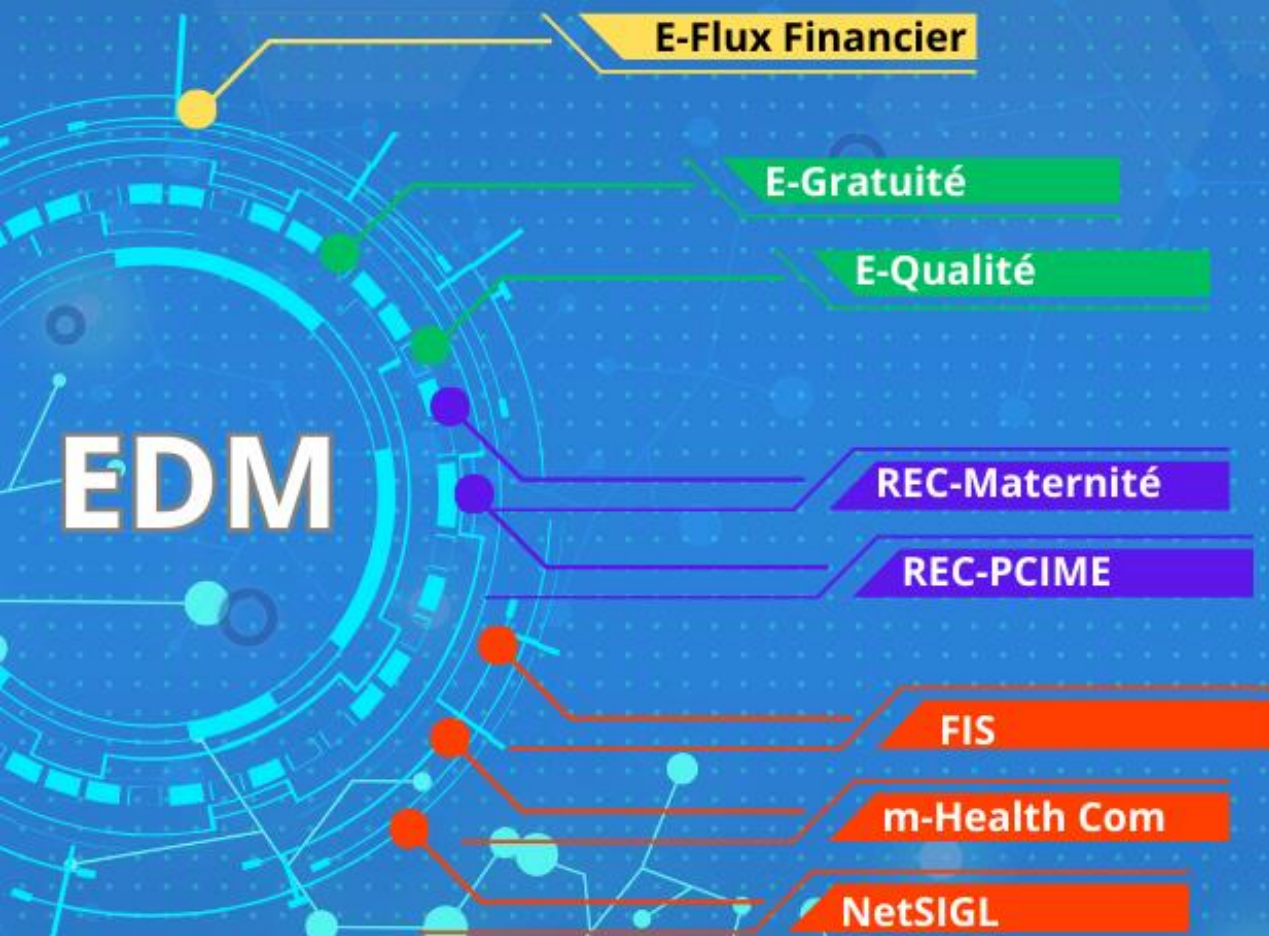 E-Flux Financier
E-Gratuité
E-Qualité
EDM
REC-Maternité
REC-PCIME
FIS
m-Health Com
NetSIGL